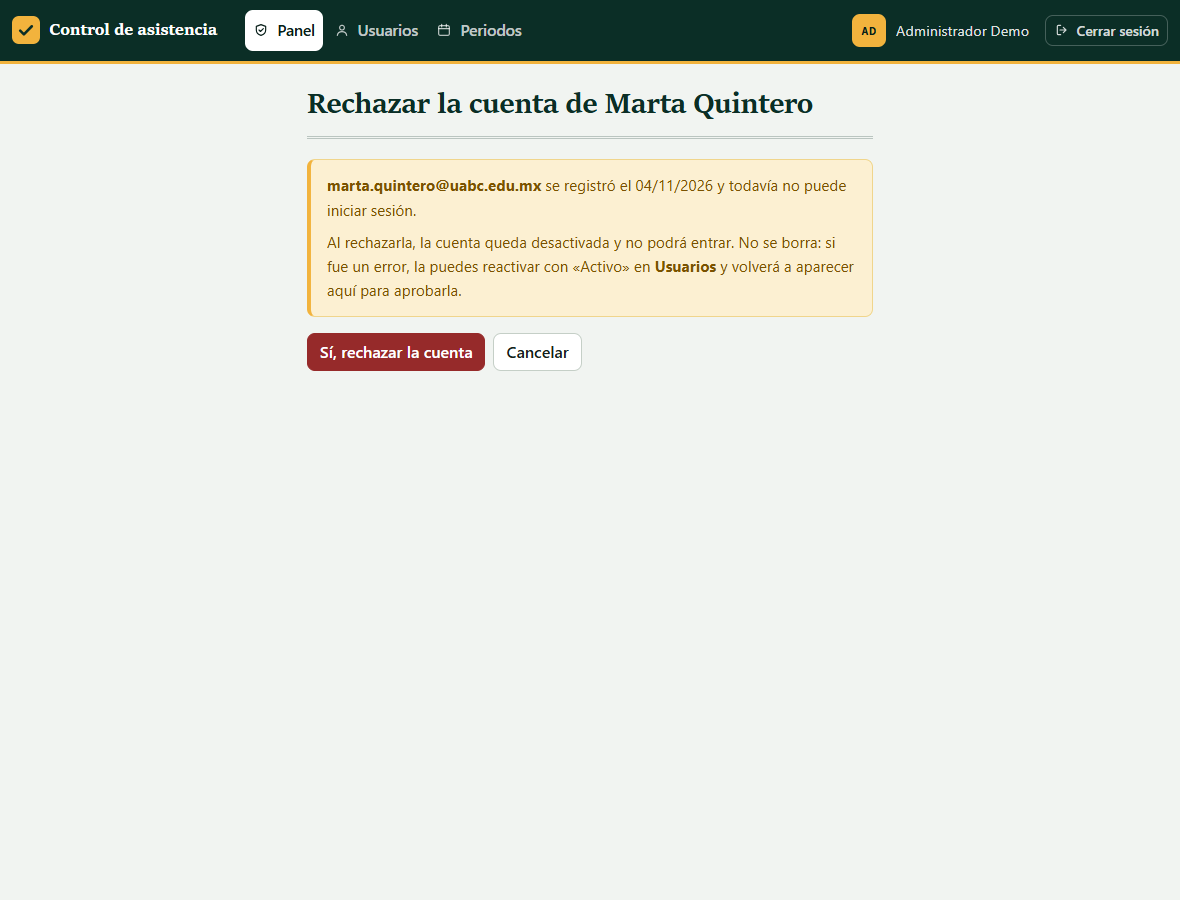 Control de asistencia
Panel
Usuarios
Periodos
AD
Administrador Demo
Cerrar sesión
Rechazar la cuenta de Marta Quintero
marta.quintero@uabc.edu.mx se registró el 04/11/2026 y todavía no puede
iniciar sesión.
Al rechazarla, la cuenta queda desactivada y no podrá entrar. No se borra: si
fue un error, la puedes reactivar con «Activo» en Usuarios y volverá a aparecer
aquí para aprobarla.
Sí, rechazar la cuenta
Cancelar